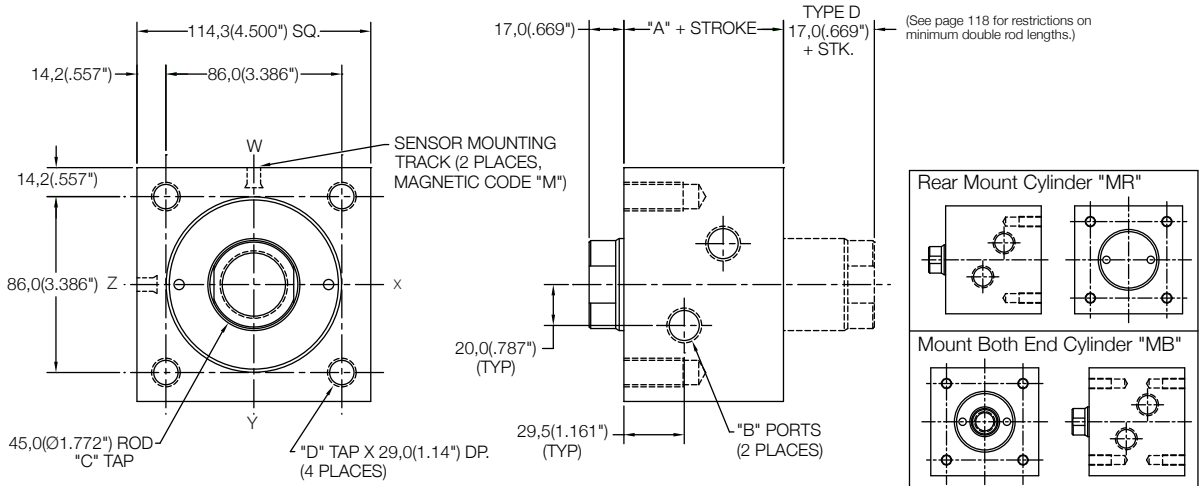 114,3(4.500") SQ.
14,2(.557")
86,0(3.386")
W
SENSOR MOUNTING
TRACK (2 PLACES,
MAGNETIC CODE "M")
14,2(.557")
86,0(3.386")
Z
X
Y
45,0(Ø1.772") ROD
"C" TAP
"D" TAP X 29,0(1.14") DP.
(4 PLACES)
17,0(.669")
"A" + STROKE
TYPE D
17,0(.669")
+ STK.
(See page 118 for restrictions on
minimum double rod lengths.)
20,0(.787")
(TYP)
29,5(1.161")
(TYP)
"B" PORTS
(2 PLACES)
Rear Mount Cylinder "MR"
Mount Both End Cylinder "MB"